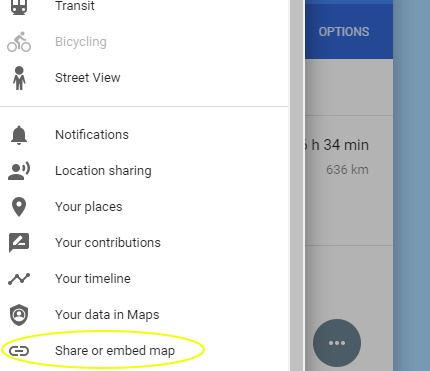 Transit
Bicycling
OPTIONS
Street View
Notifications
h 34 min
Location sharing
636 km
Your places
Your contributions
Your timeline
Your data in Maps
Share or embed map